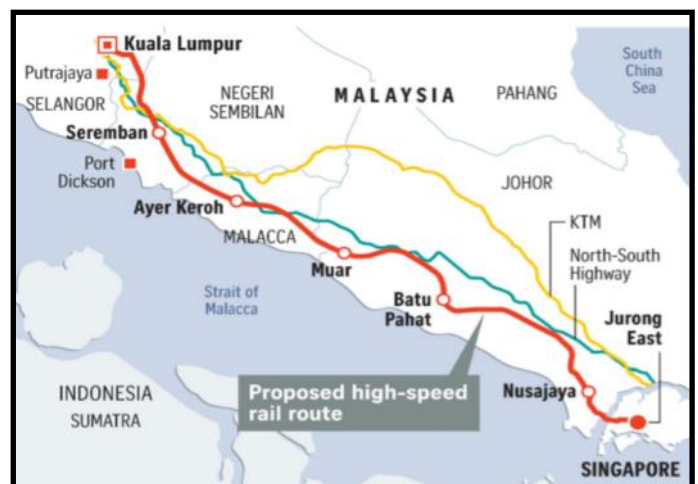 Kuala Lumpur
South
China
Sea
Putrajaya
SELANGOR
NEGERI
SEMBILAN
MALAYSIA
PAHANG
Seremban
Port
Dickson
JOHOR
Ayer Keroh
MALACCA
KTM
North-South
Highway
Muar
Strait of
Malacca
Batu
Pahat
Jurong
East
INDONESIA
SUMATRA
Proposed high-speed
rail route
Nusajaya
SINGAPORE